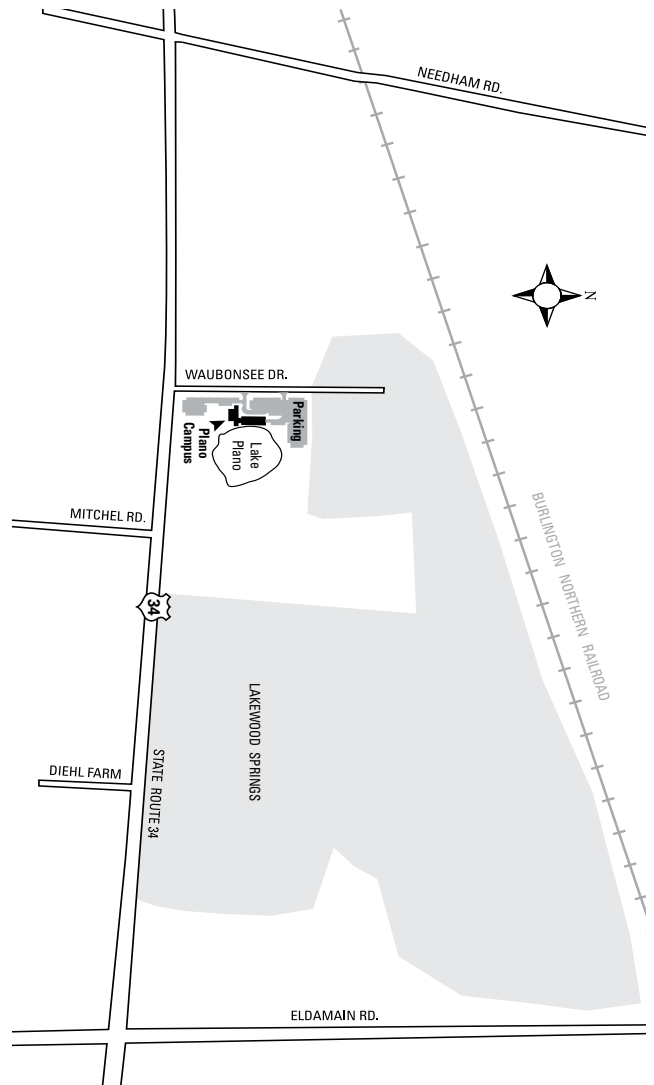 NEEDHAM RD.
N
WAUBONSEE DR.
Parking
Plano
Campus
Lake
Plano
BURLINGTON NORTHERN RAILROAD
MITCHEL RD.
34
LAKEWOOD SPRINGS
DIEHL FARM
STATE ROUTE 34
ELDAMAIN RD.